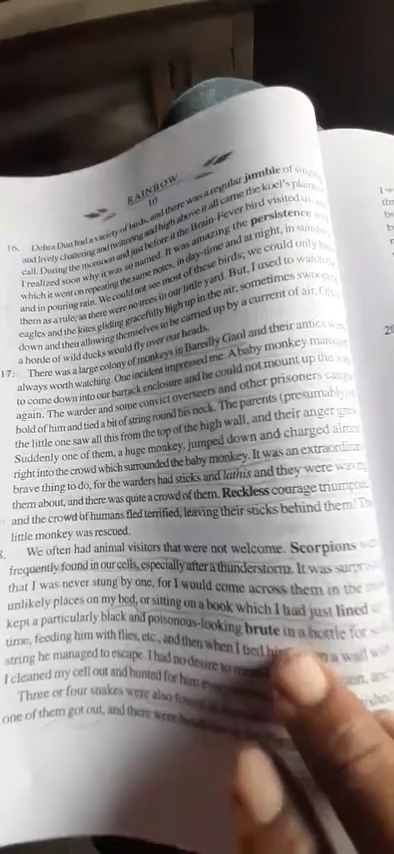 RAINBOW
10
16. Dehra Dun had a variety of birds, and there was a regular jumble of singing
and lively chattering and twittering and high above it all came the koel's plaintive
call. During the monsoon and just before it the Brain-Fever bird visited us, and
I realized soon why it was so named. It was amazing the persistence
which it went on repeating the same notes, in day-time and at night, in sunshine
and in pouring rain. We could not see most of these birds; we could only
them as a rule, as there were no trees in our little yard. But, I used to watch
eagles and the kites gliding gracefully high up in the air, sometimes swooping
down and then allowing themselves to be carried up by a current of air.
a horde of wild ducks would fly over our heads.
17. There was a large colony of monkeys in Bareilly Gaol and their antics
always worth watching. One incident impressed me. A baby monkey managed
to come down into our barrack enclosure and he could not mount up the
again. The warder and some convict overseers and other prisoners caught
hold of him and tied a bit of string round his neck. The parents (presumably)
the little one saw all this from the top of the high wall, and their anger grew
Suddenly one of them, a huge monkey, jumped down and charged almost
right into the crowd which surrounded the baby monkey. It was an extraordinary
brave thing to do, for the warders had sticks and lathis and they were waving
them about, and there was quite a crowd of them. Reckless courage triumphed,
and the crowd of humans fled terrified, leaving their sticks behind them! The
little monkey was rescued.
We often had animal visitors that were not welcome. Scorpions
frequently found in our cells, especially after a thunderstorm. It was
that I was never stung by one, for I would come across them in the
unlikely places on my bed, or sitting on a book which I had just lined
kept a particularly black and poisonous-looking brute in a bottle for
time, feeding him with flies, etc., and then when I tied a wall with
string he managed to escape. I had no desire to
I cleaned my cell out and hunted for him
Three or four snakes were also found
one of them got out, and there were